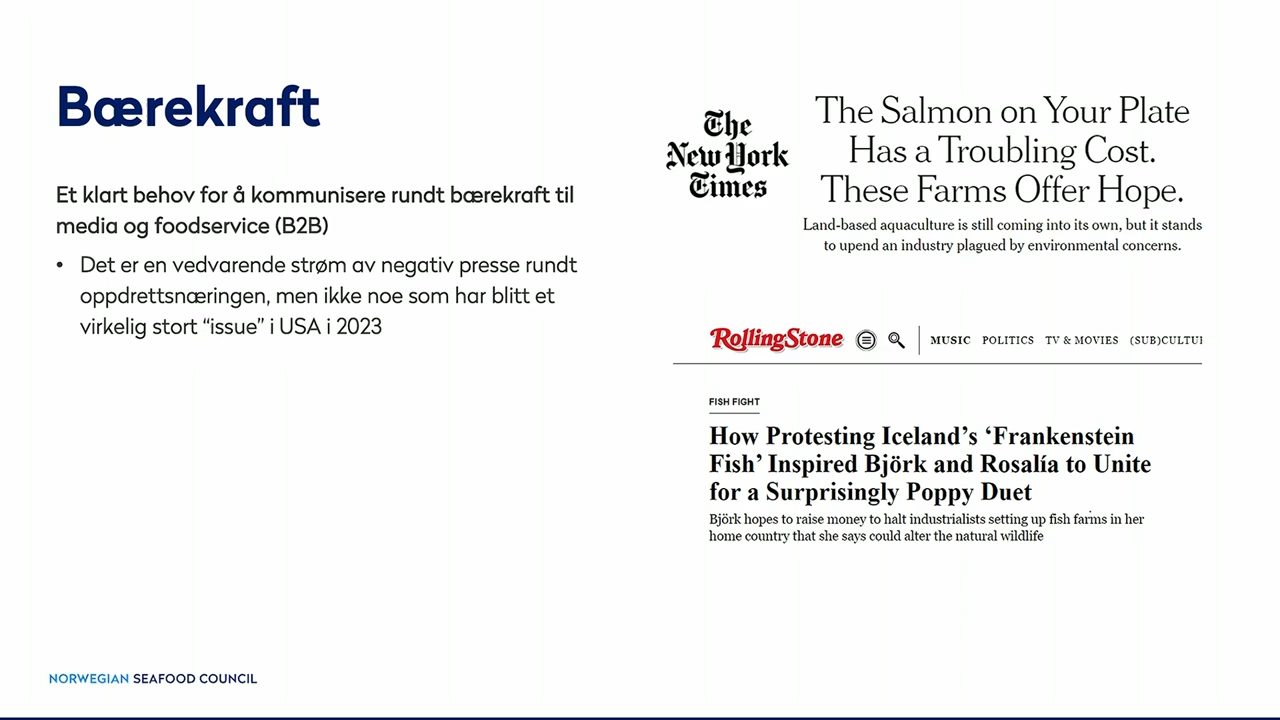 Bærekraft
Et klart behov for å kommunisere rundt bærekraft til
media og foodservice (B2B)
• Det er en vedvarende strøm av negativ presse rundt
oppdrettsnæringen, men ikke noe som har blitt et
virkelig stort “issue” i USA i 2023
The
New York
Times
The Salmon on Your Plate
Has a Troubling Cost.
These Farms Offer Hope.
Land-based aquaculture is still coming into its own, but it stands
to upend an industry plagued by environmental concerns.
RollingStone MUSIC POLITICS TV & MOVIES (SUB)CULTU
FISH FIGHT
How Protesting Iceland’s ‘Frankenstein
Fish’ Inspired Björk and Rosalía to Unite
for a Surprisingly Poppy Duet
Björk hopes to raise money to halt industrialists setting up fish farms in her
home country that she says could alter the natural wildlife
NORWEGIAN SEAFOOD COUNCIL